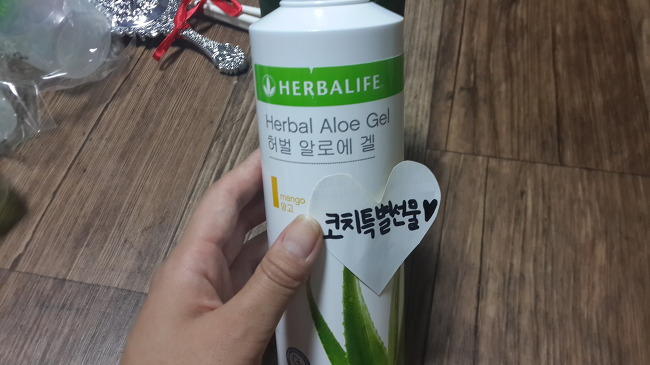 HERBALIFE
Herbal Aloe Gel
허벌 알로에 겔
mango
망고
코치특별선물♥